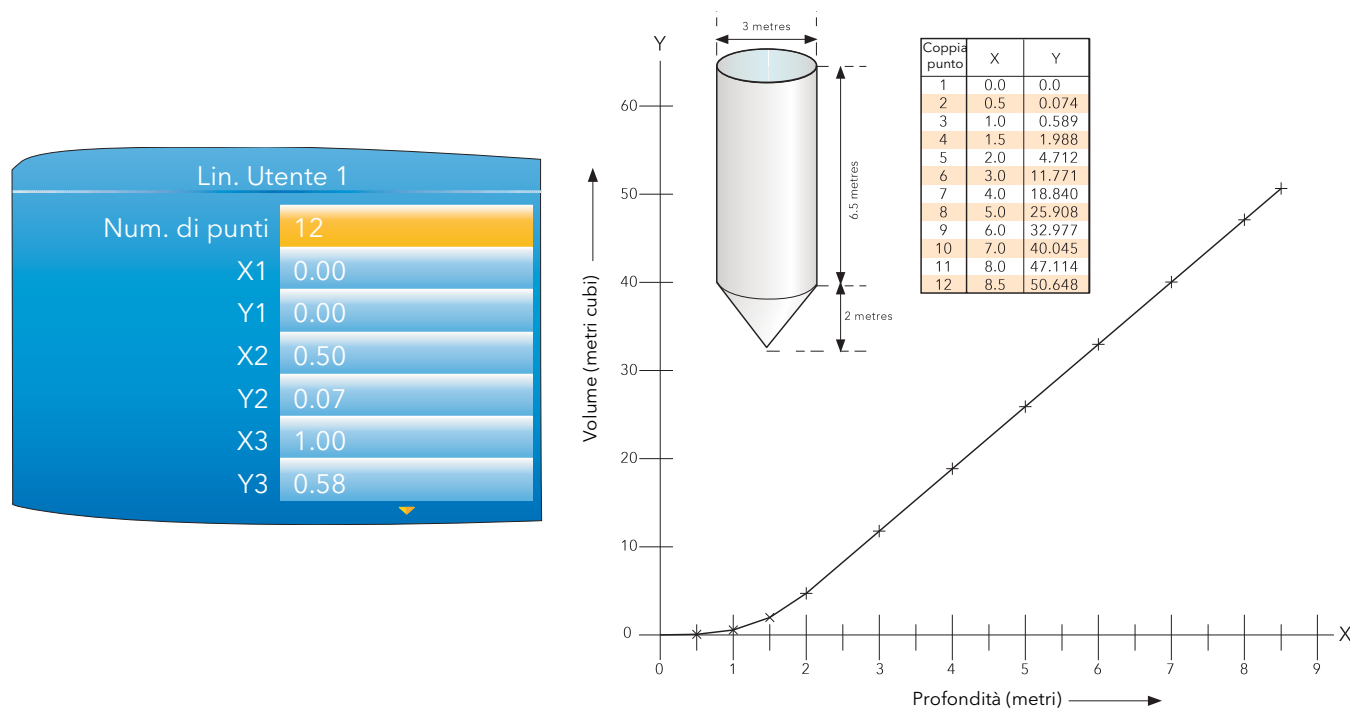 Lin. Utente 1
Num. di punti 12
X1 0.00
Y1 0.00
X2 0.50
Y2 0.07
X3 1.00
Y3 0.58
Y
60
50
40
30
20
10
0
Volume (metri cubi)
0 1 2 3 4 5 6 7 8 9
X
Profondità (metri)
3 metres
6.5 metres
2 metres
Coppia punto X Y
1 0.0 0.0
2 0.5 0.074
3 1.0 0.589
4 1.5 1.988
5 2.0 4.712
6 3.0 11.771
7 4.0 18.840
8 5.0 25.908
9 6.0 32.977
10 7.0 40.045
11 8.0 47.114
12 8.5 50.648